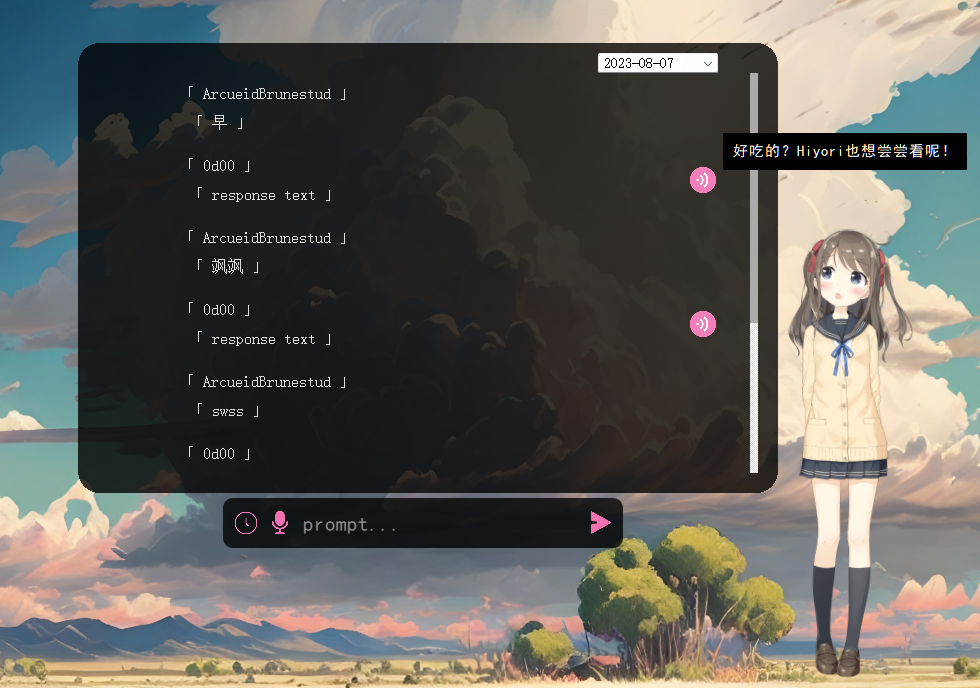 2023-08-07
「 ArcueidBrunestud 」
「 早 」
好吃的？Hiyori也想尝尝看呢！
「 0d00 」
「 response text 」
「 ArcueidBrunestud 」
「 飒飒 」
「 0d00 」
「 response text 」
「 ArcueidBrunestud 」
「 swss 」
「 0d00 」
prompt...